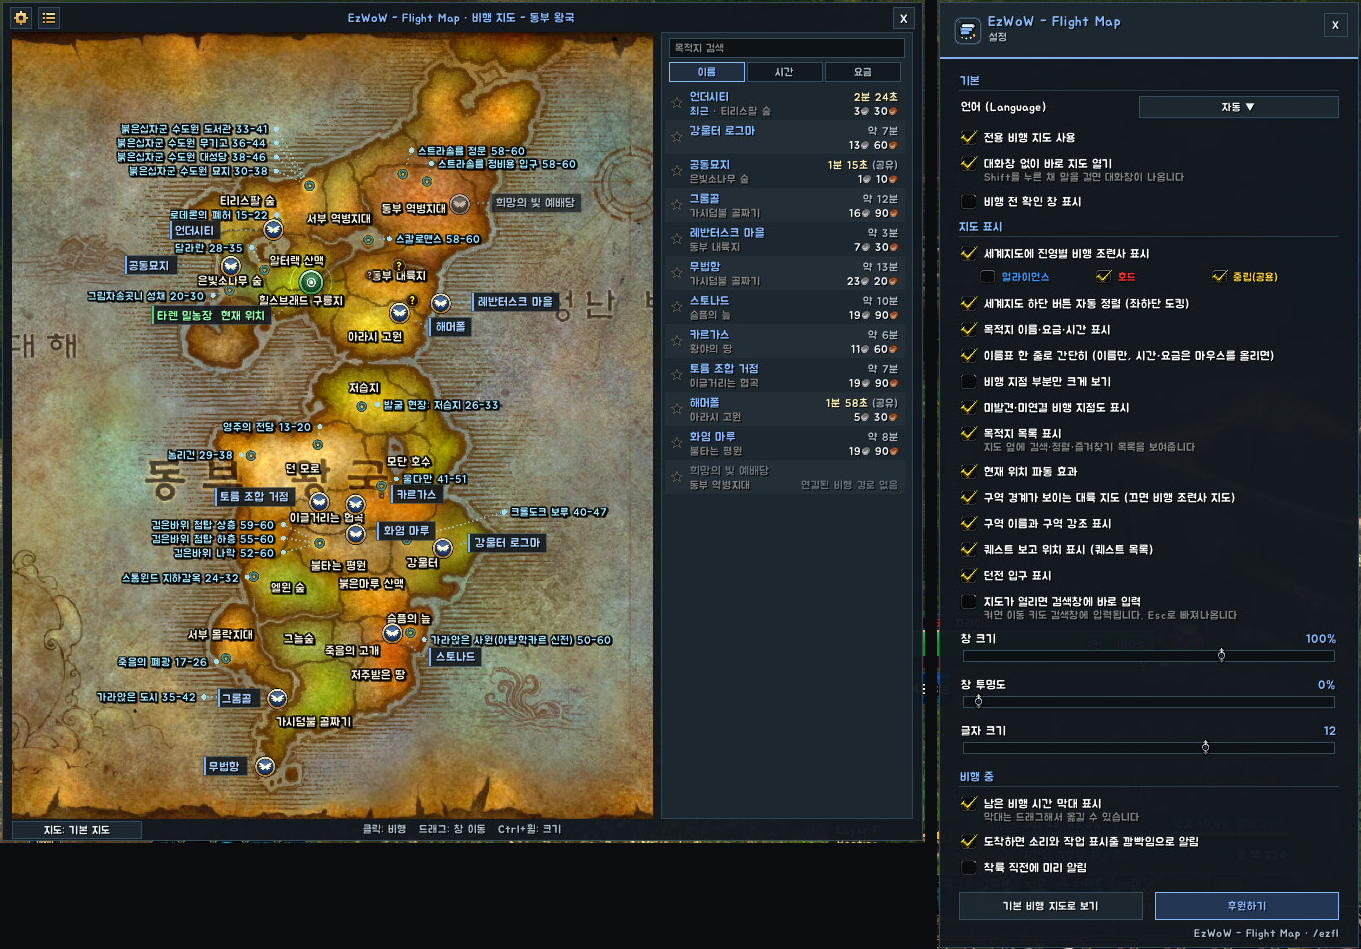 EzWoW - Flight Map · 비행 지도 - 동부 왕국
X
붉은십자군 수도원 도서관 33-41
붉은십자군 수도원 무기고 36-44
붉은십자군 수도원 대성당 38-46
붉은십자군 수도원 묘지 30-38
스트라솔름 정문 58-60
스트라솔름 정비용 입구 58-60
티리스팔 숲
로데론의 폐허 15-22
서부 역병지대
동부 역병지대
희망의 빛 예배당
언더시티
달라란 28-35
스칼로맨스 58-60
공동묘지
알터랙 산맥
동부 내륙지
은빛소나무 숲
그림자송곳니 성채 20-30
힐스브래드 구릉지
레반터스크 마을
타렌 밀농장 현재 위치
해머폴
아라시 고원
대 해
저습지
발굴 현장: 저습지 26-33
영주의 전당 13-20
놈리건 29-38
동 부 왕 국
던 모로
모단 호수
울다만 41-51
토륨 조합 거점
카르가스
이글거리는 협곡
크롤도크 보루 40-47
검은바위 첨탑 상층 59-60
검은바위 첨탑 하층 55-60
검은바위 나락 52-60
화염 마루
강물터 로그마
불타는 평원
강물터
스톰윈드 지하감옥 24-32
엘윈 숲
붉은마루 산맥
슬픔의 늪
서부 몰락지대
그늘숲
가라앉은 사원(아탈학카르 신전) 50-60
죽음의 고개
스토나드
죽음의 폐광 17-26
저주받은 땅
가라앉은 도시 35-42
그롬골
가시덤불 골짜기
무법항
지도: 기본 지도
클릭: 비행 드래그: 창 이동 Ctrl+휠: 크기
목적지 검색
이름 시간 요금
언더시티 2분 24초
최근 · 티리스팔 숲 3 30
강물터 로그마 약 7분
13 60
공동묘지 1분 15초 (공유)
은빛소나무 숲 1 10
그롬골 약 12분
가시덤불 골짜기 16 90
레반터스크 마을 약 3분
동부 내륙지 7 30
무법항 약 13분
가시덤불 골짜기 23 20
스토나드 약 10분
슬픔의 늪 19 90
카르가스 약 6분
황야의 땅 11 60
토륨 조합 거점 약 7분
이글거리는 협곡 19 90
해머폴 1분 58초 (공유)
아라시 고원 5 30
화염 마루 약 8분
불타는 평원 19 90
희망의 빛 예배당
동부 역병지대 연결된 비행 경로 없음
EzWoW - Flight Map
설정
X
기본
언어 (Language) 자동 ▼
전용 비행 지도 사용
대화창 없이 바로 지도 열기
Shift를 누른 채 말을 걸면 대화창이 나옵니다
비행 전 확인 창 표시
지도 표시
세계지도에 진영별 비행 조련사 표시
얼라이언스 호드 중립(공용)
세계지도 하단 버튼 자동 정렬 (좌하단 도킹)
목적지 이름·요금·시간 표시
이름표 한 줄로 간단히 (이름만, 시간·요금은 마우스를 올리면)
비행 지점 부분만 크게 보기
미발견·미연결 비행 지점도 표시
목적지 목록 표시
지도 옆에 검색·정렬·즐겨찾기 목록을 보여줍니다
현재 위치 파동 효과
구역 경계가 보이는 대륙 지도 (끄면 비행 조련사 지도)
구역 이름과 구역 강조 표시
퀘스트 보고 위치 표시 (퀘스트 목록)
던전 입구 표시
지도가 열리면 검색창에 바로 입력
켜면 이동 키도 검색창에 입력됩니다. Esc로 빠져나옵니다
창 크기 100%
창 투명도 0%
글자 크기 12
비행 중
남은 비행 시간 막대 표시
막대는 드래그해서 옮길 수 있습니다
도착하면 소리와 작업 표시줄 깜빡임으로 알림
착륙 직전에 미리 알림
기본 비행 지도로 보기 후원하기
EzWoW - Flight Map · /ezfl